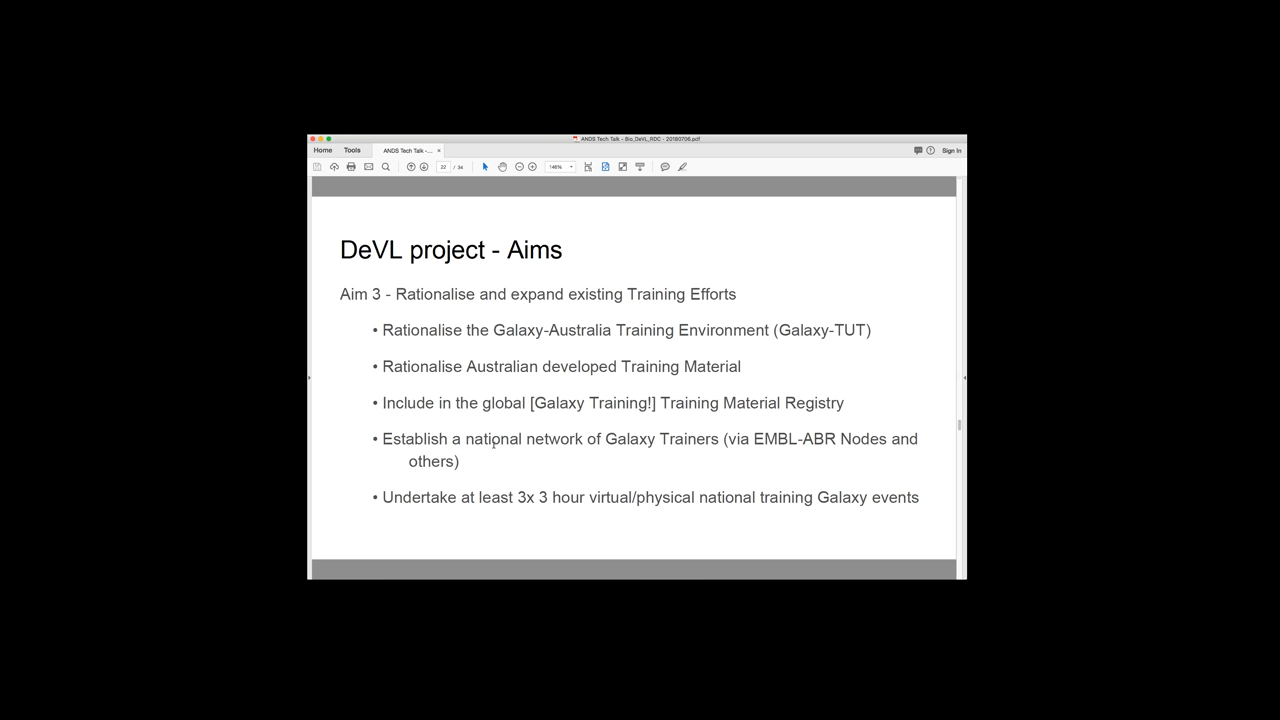 ANDS Tech Talk - Bio_DeVL_RDC - 20180706.pdf
Home Tools ANDS Tech Talk -... × Sign In
22 / 34 146%
DeVL project - Aims
Aim 3 - Rationalise and expand existing Training Efforts
• Rationalise the Galaxy-Australia Training Environment (Galaxy-TUT)
• Rationalise Australian developed Training Material
• Include in the global [Galaxy Training!] Training Material Registry
• Establish a national network of Galaxy Trainers (via EMBL-ABR Nodes and
others)
• Undertake at least 3x 3 hour virtual/physical national training Galaxy events